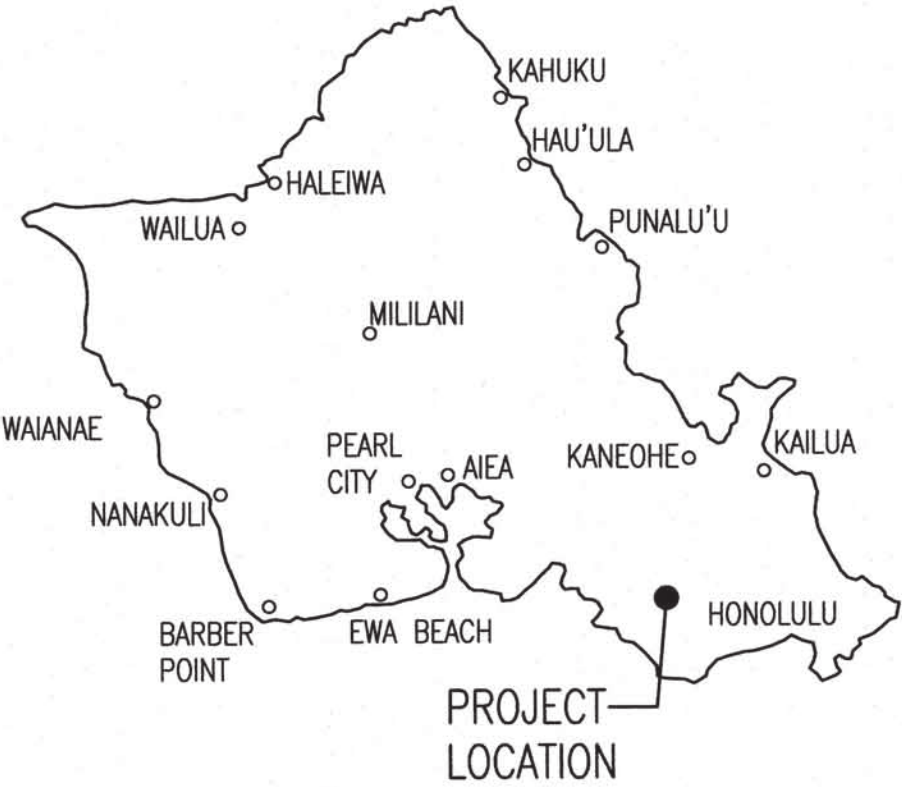 KAHUKU
HAU'ULA
HALEIWA
WAILUA
PUNALU'U
MILILANI
WAIANAE
PEARL
CITY
AIEA
KANEOHE
KAILUA
NANAKULI
BARBER
POINT
EWA BEACH
HONOLULU
PROJECT
LOCATION